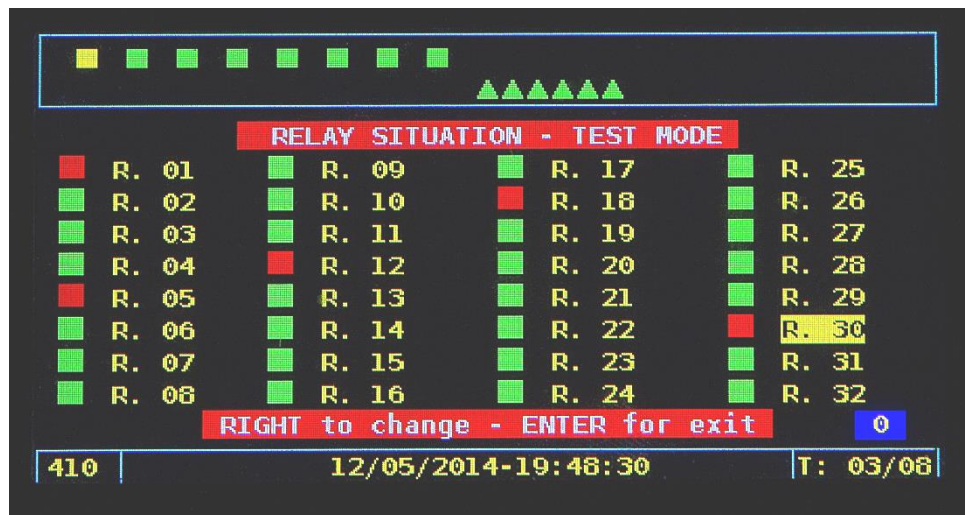 RELAY SITUATION - TEST MODE
R. 01 R. 09 R. 17 R. 25
R. 02 R. 10 R. 18 R. 26
R. 03 R. 11 R. 19 R. 27
R. 04 R. 12 R. 20 R. 28
R. 05 R. 13 R. 21 R. 29
R. 06 R. 14 R. 22 R. 30
R. 07 R. 15 R. 23 R. 31
R. 08 R. 16 R. 24 R. 32
RIGHT to change - ENTER for exit 0
410 12/05/2014-19:48:30 T: 03/08